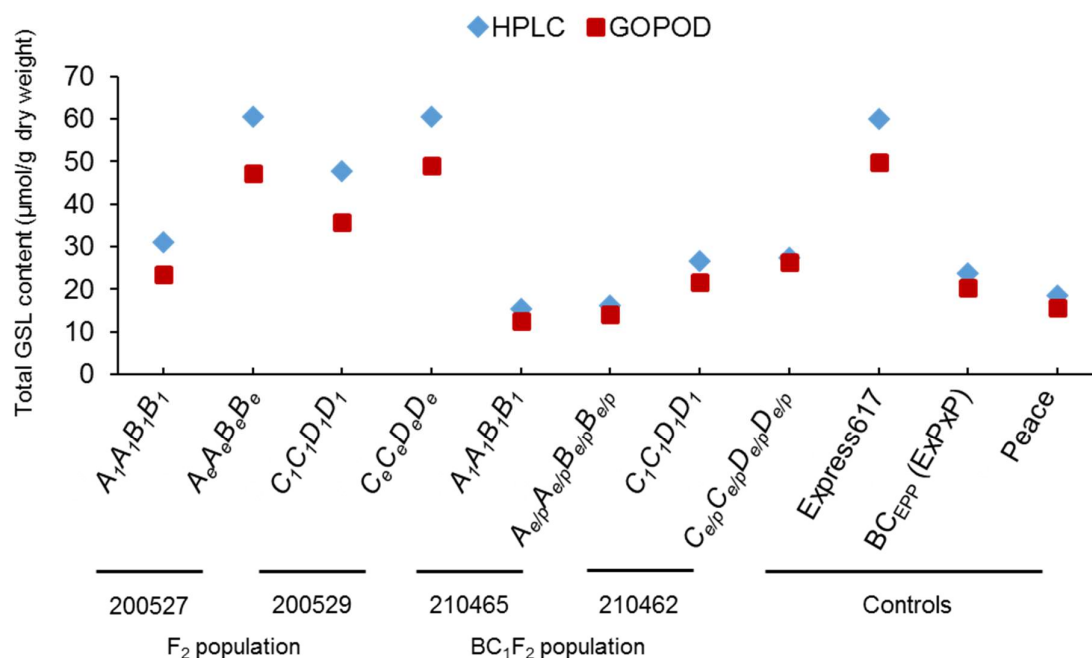 HPLC GOPOD
Total GSL content (μmol/g dry weight)
70
60
50
40
30
20
10
0
A₁A₁B₁B₁
AₑAₑBₑBₑ
C₁C₁D₁D₁
CₑCₑDₑDₑ
A₁A₁B₁B₁
Aₑ/ₚAₑ/ₚBₑ/ₚBₑ/ₚ
C₁C₁D₁D₁
Cₑ/ₚCₑ/ₚDₑ/ₚDₑ/ₚ
Express617
BC_EPP (ExPxP)
Peace
200527 200529 210465 210462 Controls
F₂ population BC₁F₂ population